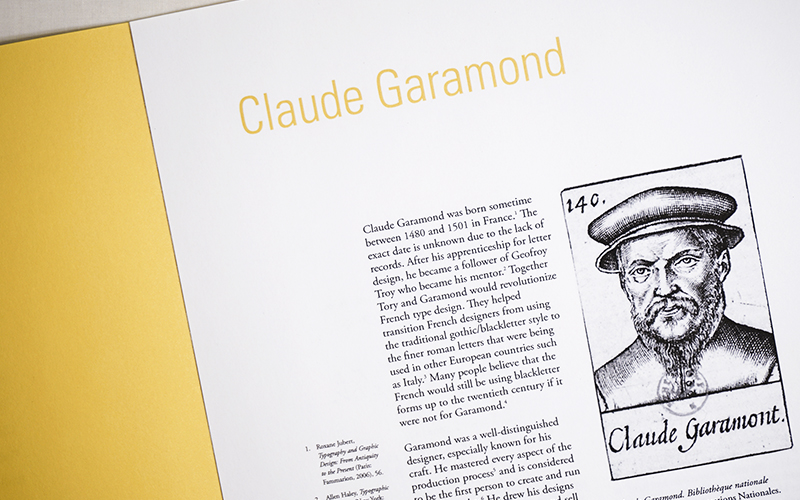 Claude Garamond
Claude Garamond was born sometime
between 1480 and 1501 in France.¹ The
exact date is unknown due to the lack of
records. After his apprenticeship for letter
design, he became a follower of Geofroy
Troy who became his mentor.² Together
Tory and Garamond would revolutionize
French type design. They helped
transition French designers from using
the traditional gothic/blackletter style to
the finer roman letters that were being
used in other European countries such
as Italy.³ Many people believe that the
French would still be using blackletter
forms up to the twentieth century if it
were not for Garamond.⁴
Garamond was a well-distinguished
designer, especially known for his
craft. He mastered every aspect of the
production process⁵ and is considered
to be the first person to create and run
He drew his designs
sell
140.
Claude Garamont.
Garamond. Bibliothèque nationale
Nationales.
1. Roxane Jubert,
Typography and Graphic
Design: From Antiquity
to the Present (Paris:
Fammarion, 2006), 56.
2. Allan Haley, Typographic